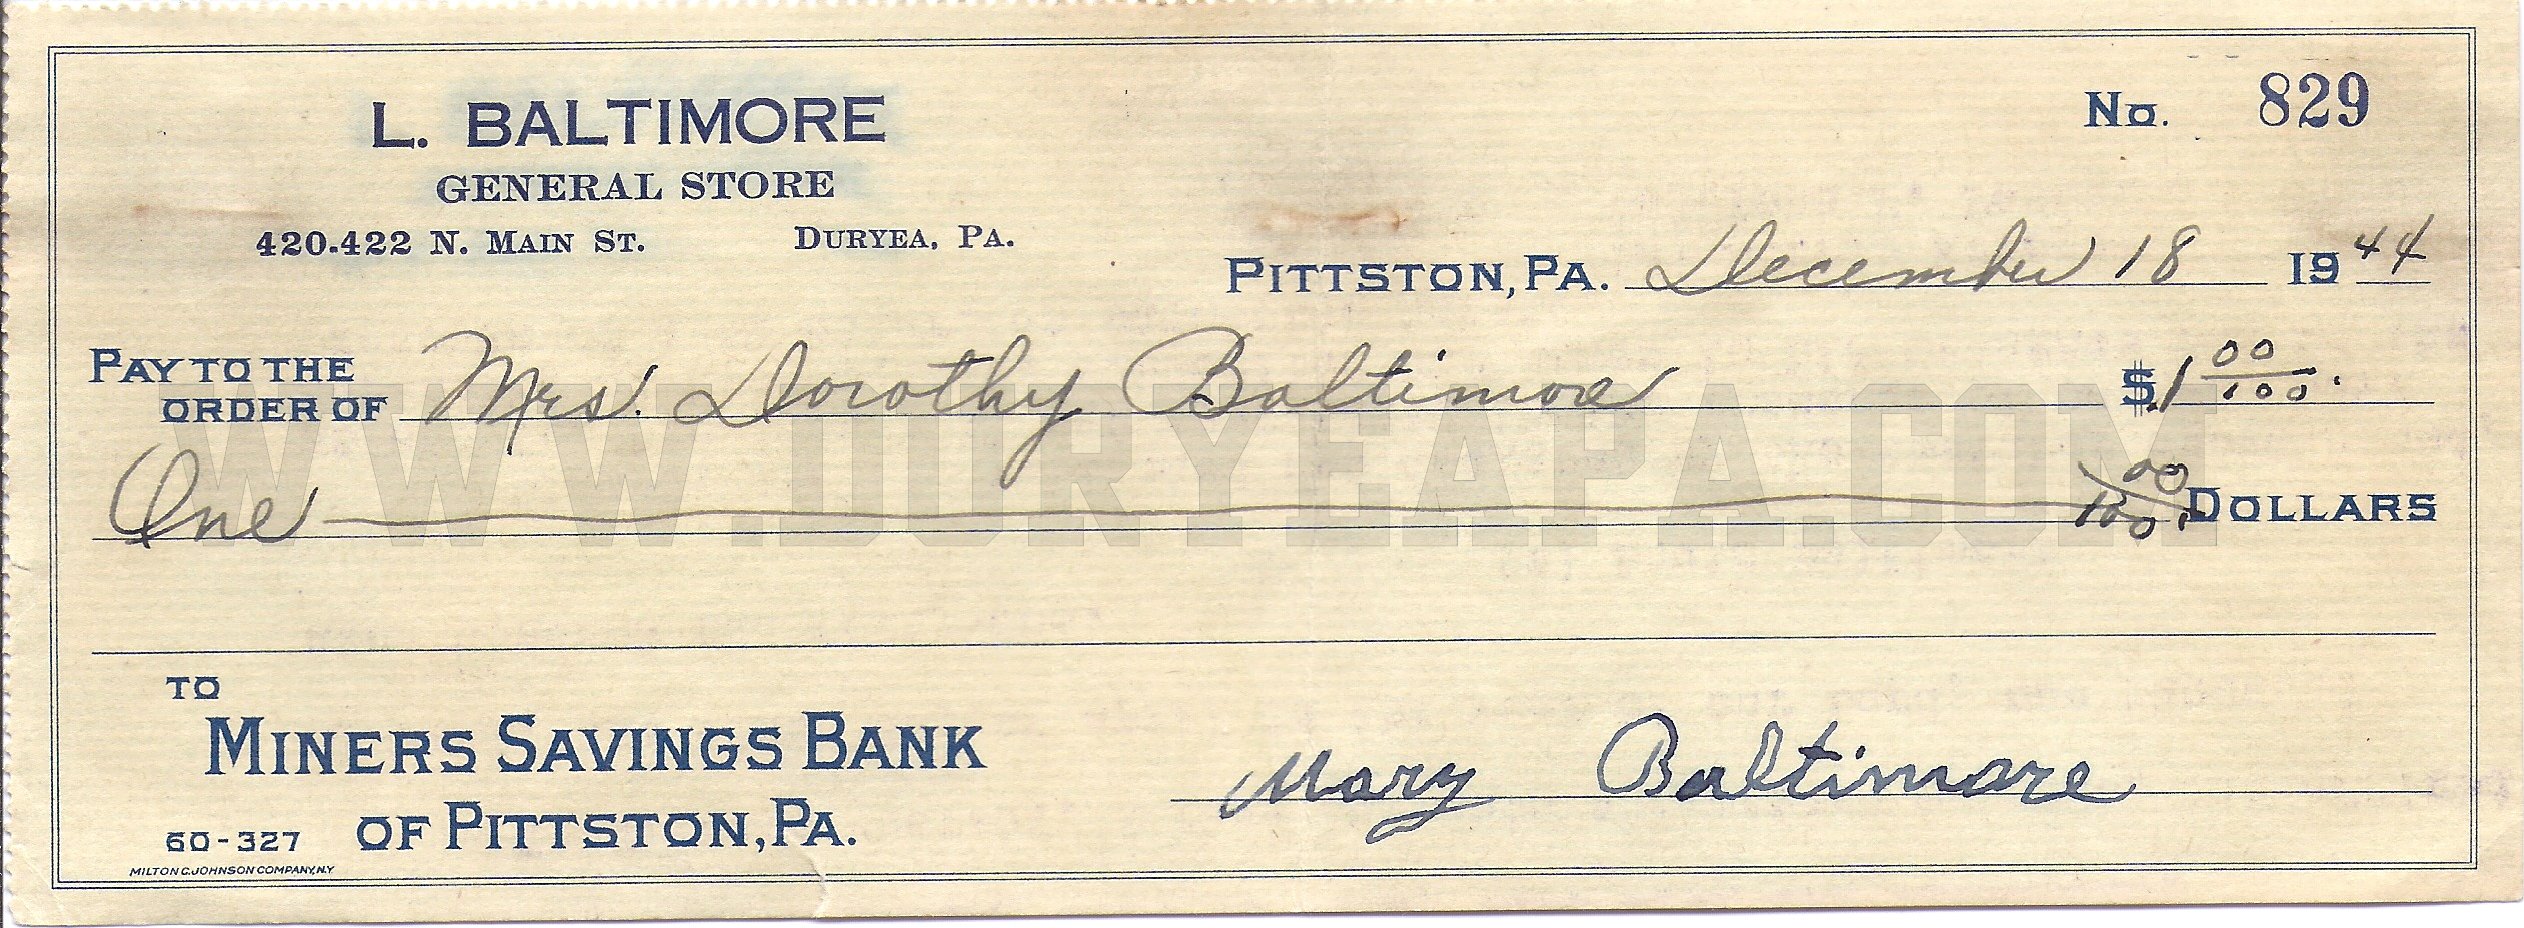 L. BALTIMORE
GENERAL STORE
420-422 N. MAIN ST. DURYEA, PA.
No. 829
PITTSTON, PA. December 18 1944
PAY TO THE
ORDER OF Mrs. Dorothy Baltimore $1 00/100
One 00/100 DOLLARS
WWW.DURYEAPA.COM
TO
MINERS SAVINGS BANK
60-327 OF PITTSTON, PA.
Mary Baltimore
MILTON C. JOHNSON COMPANY, N.Y.